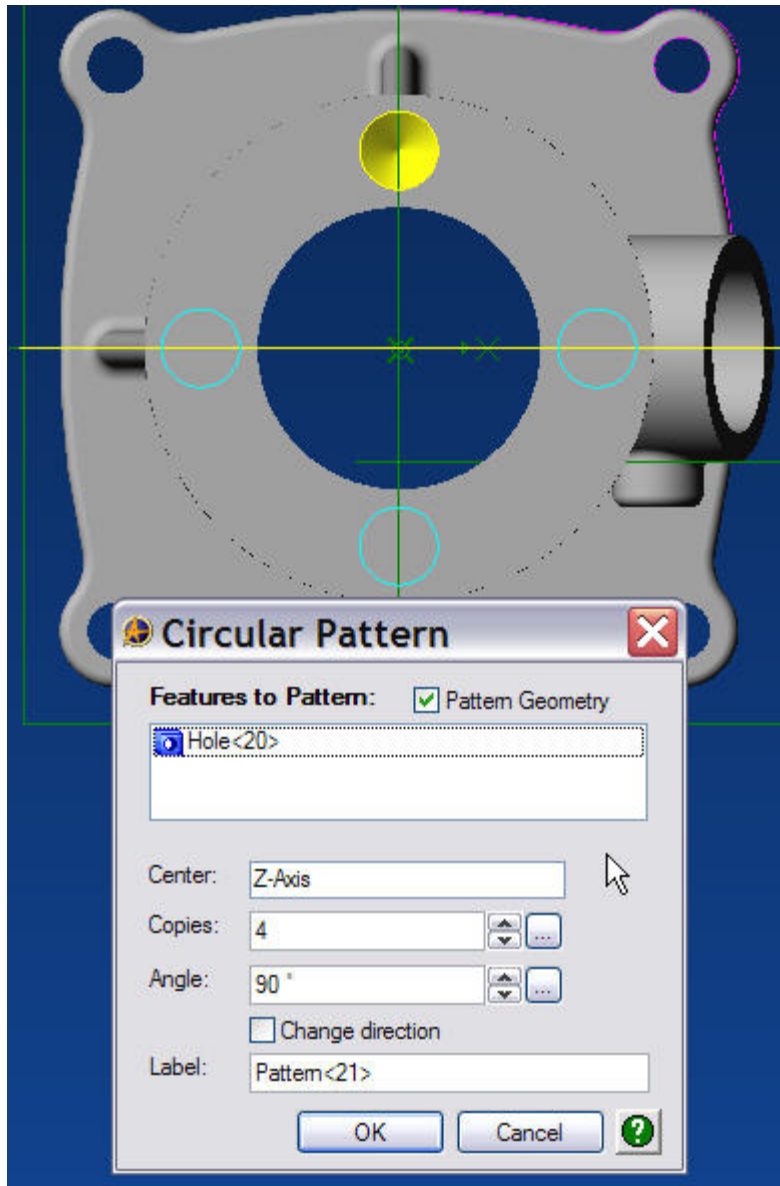 Circular Pattern
Features to Pattern: Pattern Geometry
Hole<20>
Center: Z-Axis
Copies: 4 ...
Angle: 90 ° ...
Change direction
Label: Pattern<21>
OK Cancel ?